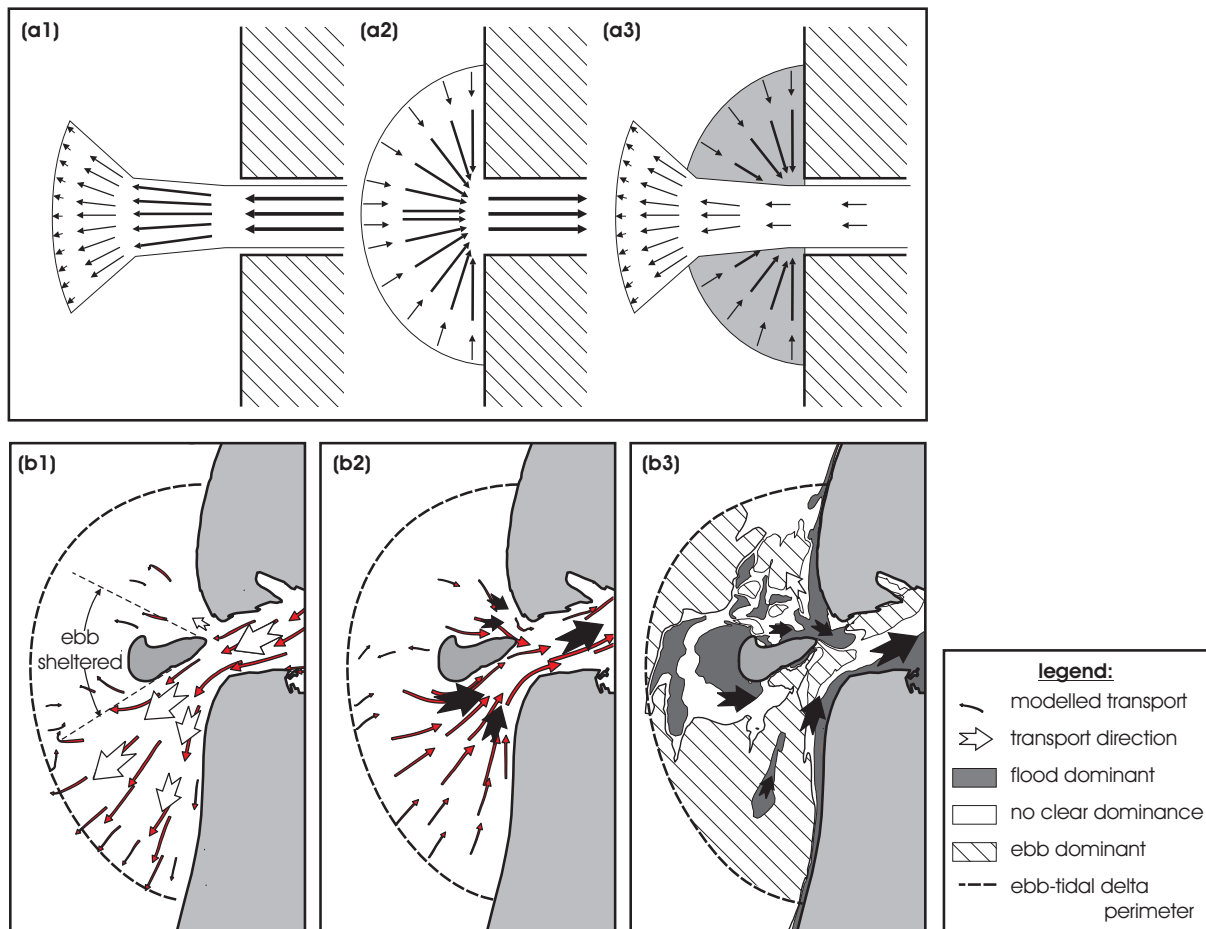 (a1)
(a2)
(a3)
(b1)
ebb
sheltered
(b2)
(b3)
legend:
modelled transport
transport direction
flood dominant
no clear dominance
ebb dominant
ebb-tidal delta
perimeter